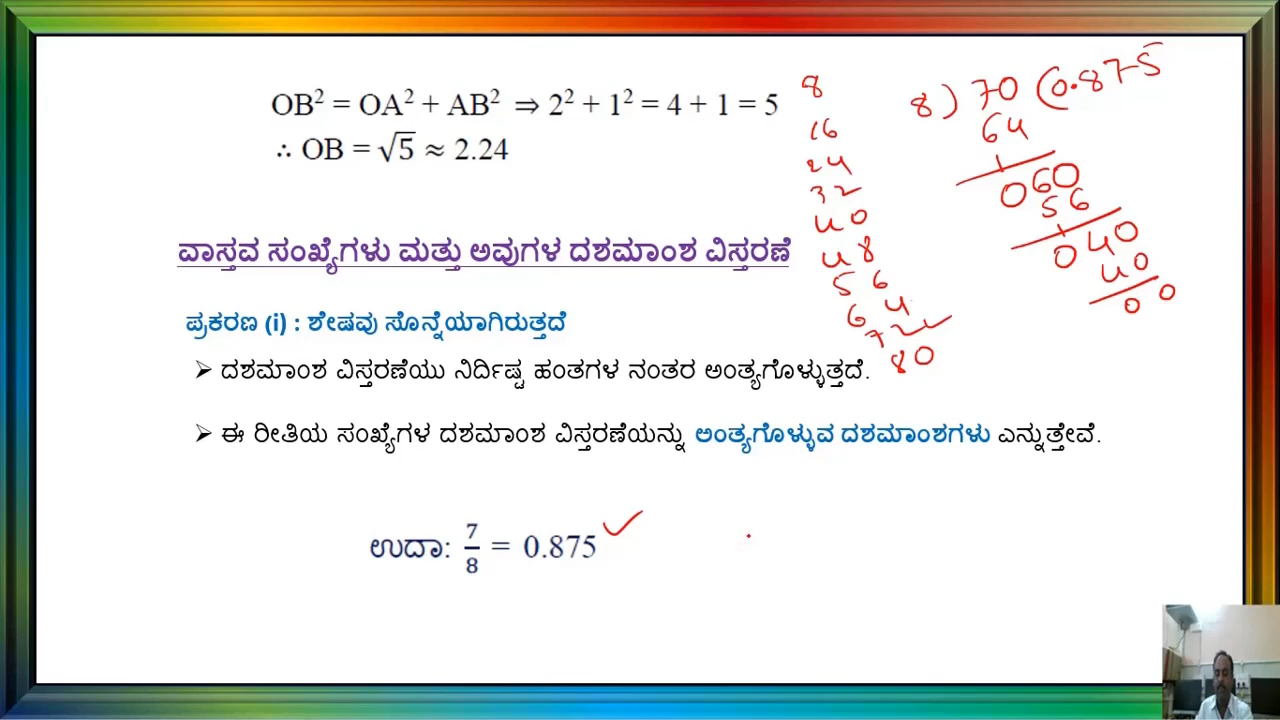 OB² = OA² + AB² ⇒ 2² + 1² = 4 + 1 = 5
∴ OB = √5 ≈ 2.24
ವಾಸ್ತವ ಸಂಖ್ಯೆಗಳು ಮತ್ತು ಅವುಗಳ ದಶಮಾಂಶ ವಿಸ್ತರಣೆ
ಪ್ರಕರಣ (i) : ಶೇಷವು ಸೊನ್ನೆಯಾಗಿರುತ್ತದೆ
➢ ದಶಮಾಂಶ ವಿಸ್ತರಣೆಯು ನಿರ್ದಿಷ್ಟ ಹಂತಗಳ ನಂತರ ಅಂತ್ಯಗೊಳ್ಳುತ್ತದೆ.
➢ ಈ ರೀತಿಯ ಸಂಖ್ಯೆಗಳ ದಶಮಾಂಶ ವಿಸ್ತರಣೆಯನ್ನು ಅಂತ್ಯಗೊಳ್ಳುವ ದಶಮಾಂಶಗಳು ಎನ್ನುತ್ತೇವೆ.
ಉದಾ: 7/8 = 0.875
8
16
24
32
40
48
56
64
72
80
8 ) 70 ( 0.875
64
060
56
040
40
00